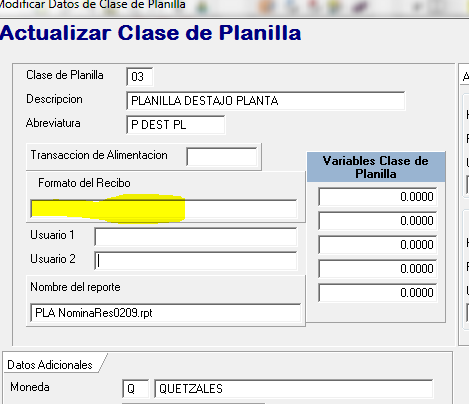 Modificar Datos de Clase de Planilla
Actualizar Clase de Planilla
Clase de Planilla 03
Descripcion PLANILLA DESTAJO PLANTA
Abreviatura P DEST PL
Transaccion de Alimentacion
Variables Clase de
Planilla
Formato del Recibo
0.0000
0.0000
Usuario 1
0.0000
Usuario 2
0.0000
Nombre del reporte
0.0000
PLA NominaRes0209.rpt
Datos Adicionales
Moneda Q QUETZALES